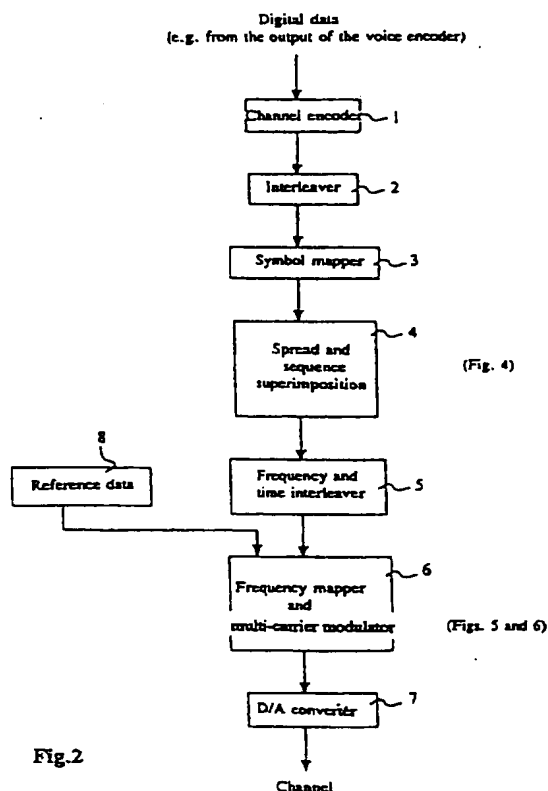 Digital data
(e.g. from the output of the voice encoder)
Channel encoder
1
Interleaver
2
Symbol mapper
3
4
Spread and
sequence
superimposition
(Fig. 4)
8
Reference data
Frequency and
time interleaver
5
6
Frequency mapper
and
multi-carrier modulator
(Figs. 5 and 6)
D/A converter
7
Fig.2
Channel